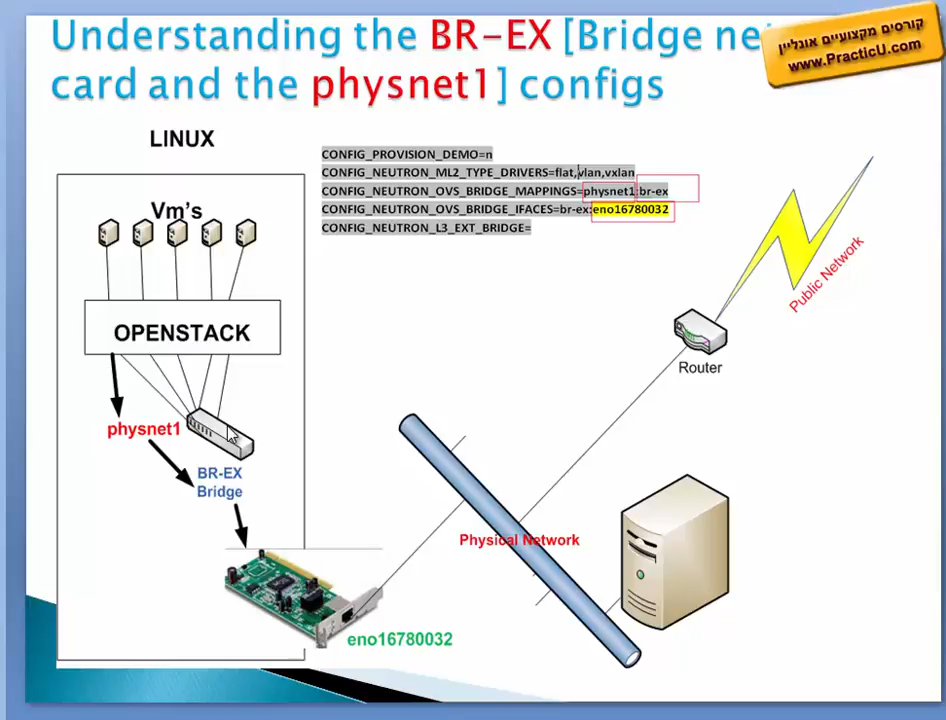 Understanding the BR-EX [Bridge
card and the physnet1] configs
קורסים מקצועיים אונליין
www.PracticU.com
LINUX
CONFIG_PROVISION_DEMO=n
CONFIG_NEUTRON_ML2_TYPE_DRIVERS=flat,vlan,vxlan
CONFIG_NEUTRON_OVS_BRIDGE_MAPPINGS=physnet1:br-ex
CONFIG_NEUTRON_OVS_BRIDGE_IFACES=br-ex:eno16780032
CONFIG_NEUTRON_L3_EXT_BRIDGE=
Vm's
OPENSTACK
Public Network
Router
physnet1
BR-EX
Bridge
Physical Network
eno16780032